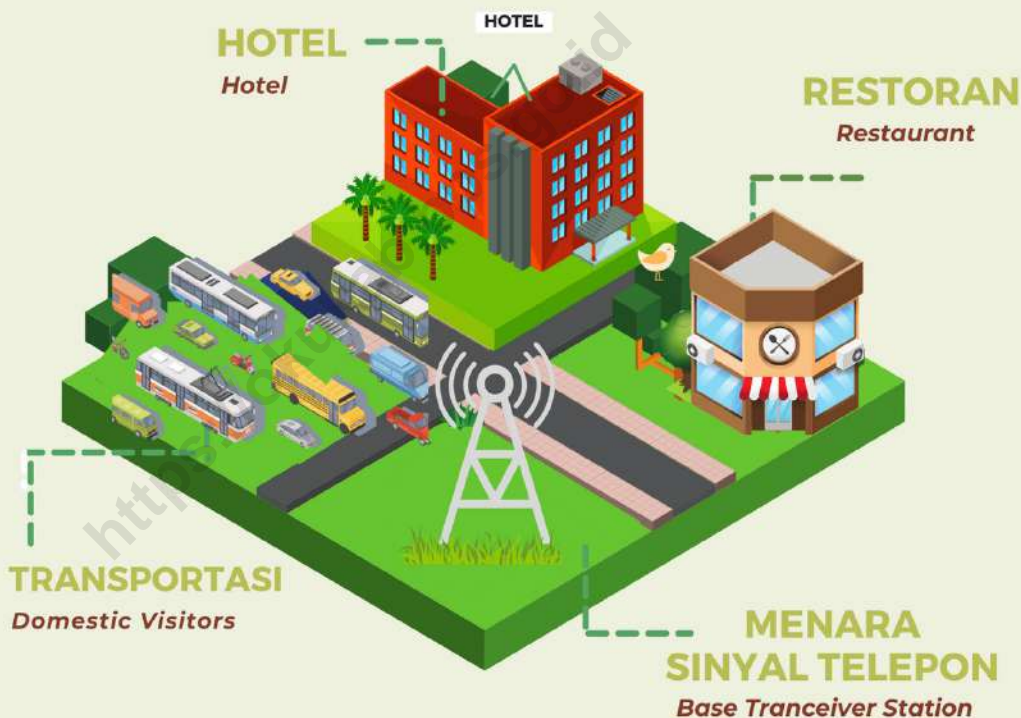 HOTEL
HOTEL
Hotel
RESTORAN
Restaurant
TRANSPORTASI
Domestic Visitors
MENARA
SINYAL TELEPON
Base Tranceiver Station